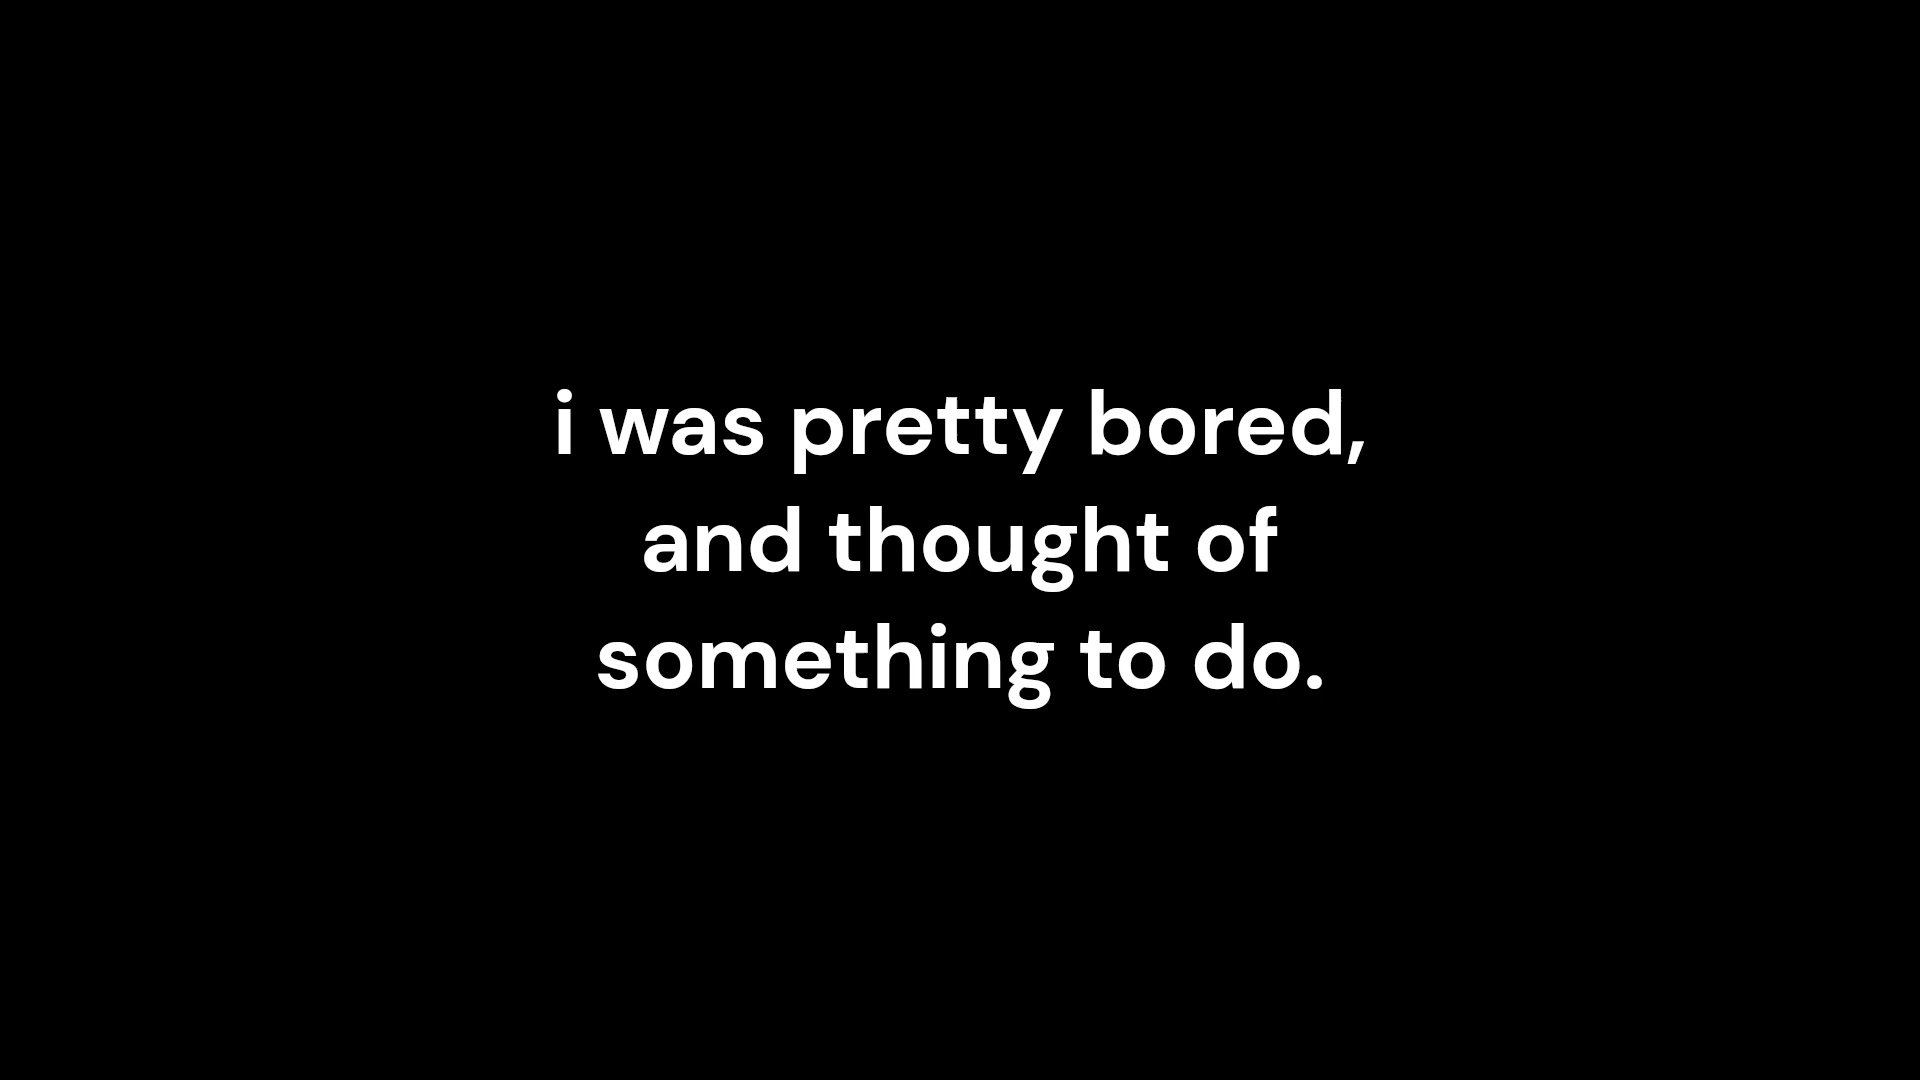 i was pretty bored,
and thought of
something to do.